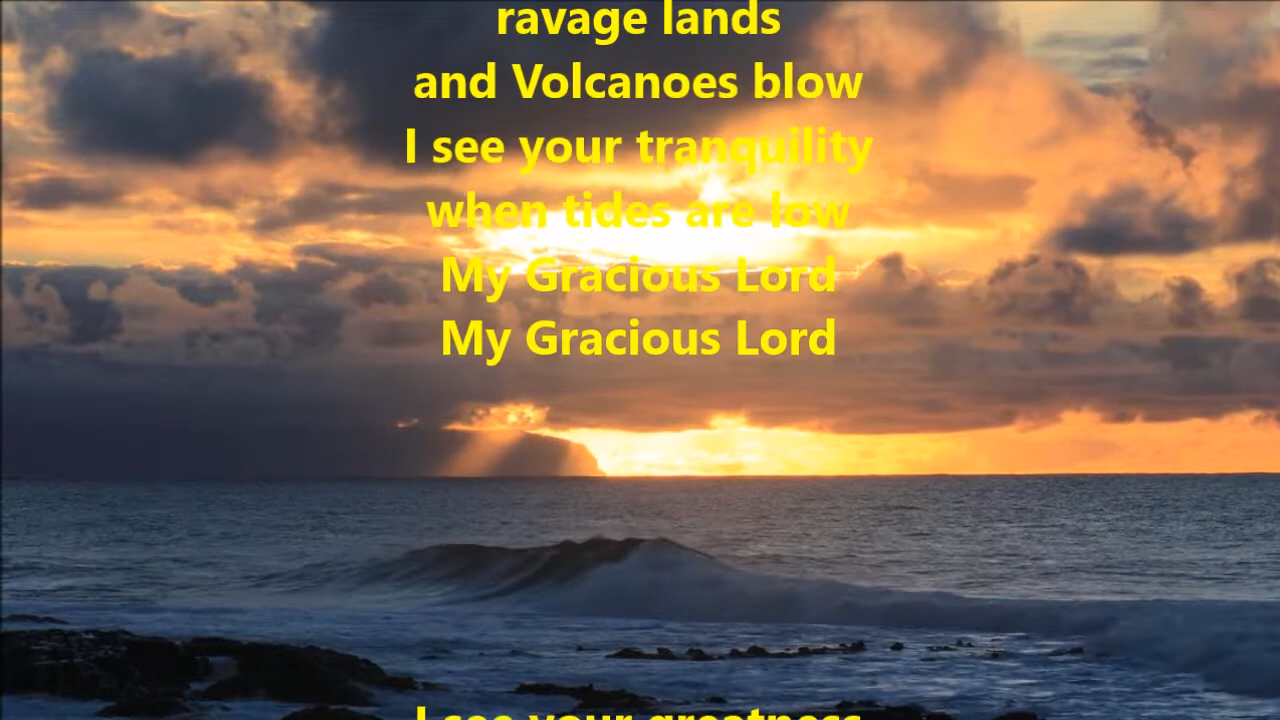 ravage lands
and Volcanoes blow
I see your tranquility
when tides are low
My Gracious Lord
My Gracious Lord
I see your greatness